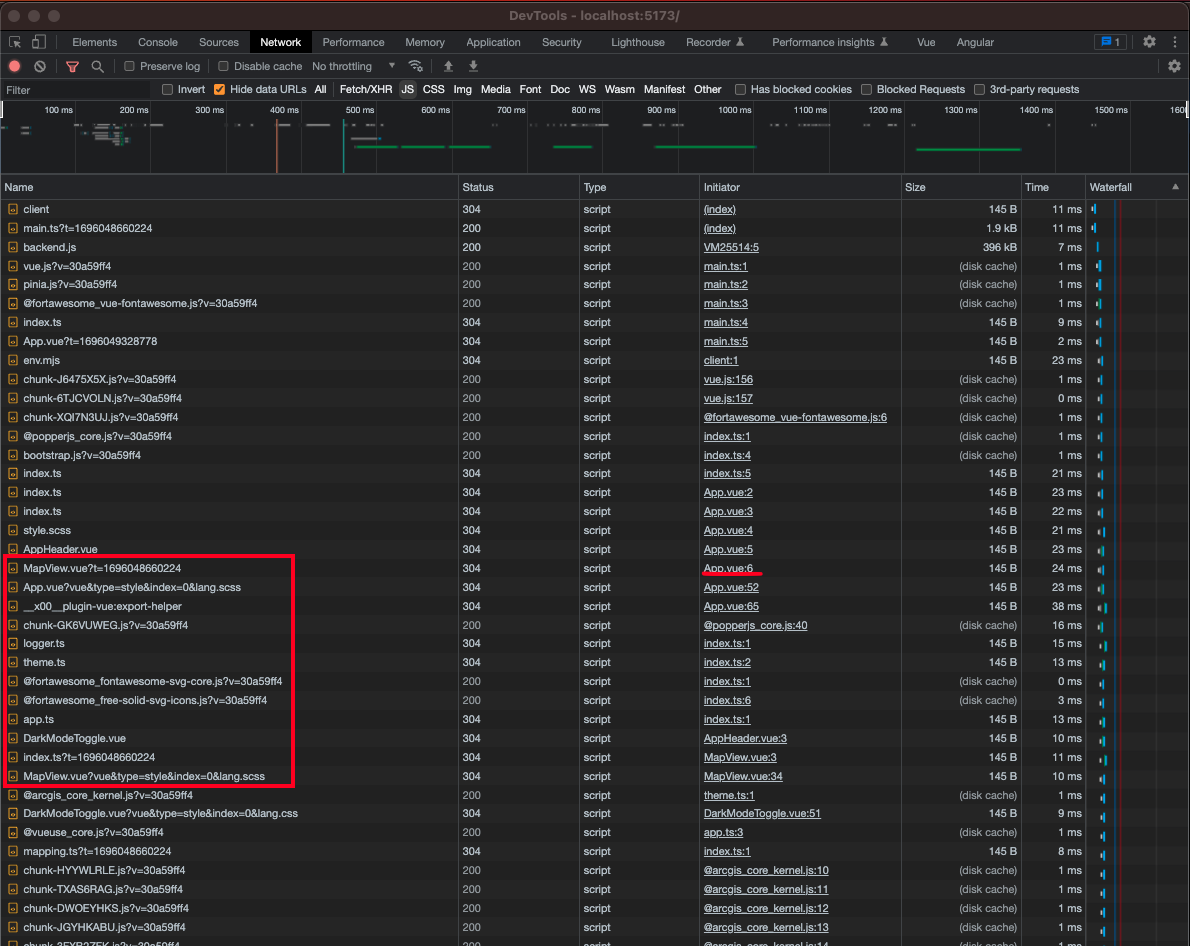 DevTools - localhost:5173/
Elements Console Sources Network Performance Memory Application Security Lighthouse Recorder Performance insights Vue Angular 1
Preserve log Disable cache No throttling
Filter Invert Hide data URLs All Fetch/XHR JS CSS Img Media Font Doc WS Wasm Manifest Other Has blocked cookies Blocked Requests 3rd-party requests
100 ms 200 ms 300 ms 400 ms 500 ms 600 ms 700 ms 800 ms 900 ms 1000 ms 1100 ms 1200 ms 1300 ms 1400 ms 1500 ms 160
Name Status Type Initiator Size Time Waterfall
client 304 script (index) 145 B 11 ms
main.ts?t=1696048660224 200 script (index) 1.9 kB 11 ms
backend.js 200 script VM25514:5 396 kB 7 ms
vue.js?v=30a59ff4 200 script main.ts:1 (disk cache) 1 ms
pinia.js?v=30a59ff4 200 script main.ts:2 (disk cache) 1 ms
@fortawesome_vue-fontawesome.js?v=30a59ff4 200 script main.ts:3 (disk cache) 1 ms
index.ts 304 script main.ts:4 145 B 9 ms
App.vue?t=1696049328778 304 script main.ts:5 145 B 2 ms
env.mjs 304 script client:1 145 B 23 ms
chunk-J6475X5X.js?v=30a59ff4 200 script vue.js:156 (disk cache) 1 ms
chunk-6TJCVOLN.js?v=30a59ff4 200 script vue.js:157 (disk cache) 0 ms
chunk-XQI7N3UJ.js?v=30a59ff4 200 script @fortawesome_vue-fontawesome.js:6 (disk cache) 1 ms
@popperjs_core.js?v=30a59ff4 200 script index.ts:1 (disk cache) 1 ms
bootstrap.js?v=30a59ff4 200 script index.ts:4 (disk cache) 1 ms
index.ts 304 script index.ts:5 145 B 21 ms
index.ts 304 script App.vue:2 145 B 23 ms
index.ts 304 script App.vue:3 145 B 22 ms
style.scss 304 script App.vue:4 145 B 21 ms
AppHeader.vue 304 script App.vue:5 145 B 23 ms
MapView.vue?t=1696048660224 304 script App.vue:6 145 B 24 ms
App.vue?vue&type=style&index=0&lang.scss 304 script App.vue:52 145 B 23 ms
__x00__plugin-vue:export-helper 304 script App.vue:65 145 B 38 ms
chunk-GK6VUWEG.js?v=30a59ff4 200 script @popperjs_core.js:40 (disk cache) 16 ms
logger.ts 304 script index.ts:1 145 B 15 ms
theme.ts 304 script index.ts:2 145 B 13 ms
@fortawesome_fontawesome-svg-core.js?v=30a59ff4 200 script index.ts:1 (disk cache) 0 ms
@fortawesome_free-solid-svg-icons.js?v=30a59ff4 200 script index.ts:6 (disk cache) 3 ms
app.ts 304 script index.ts:1 145 B 13 ms
DarkModeToggle.vue 304 script AppHeader.vue:3 145 B 10 ms
index.ts?t=1696048660224 304 script MapView.vue:3 145 B 11 ms
MapView.vue?vue&type=style&index=0&lang.scss 304 script MapView.vue:34 145 B 10 ms
@arcgis_core_kernel.js?v=30a59ff4 200 script theme.ts:1 (disk cache) 1 ms
DarkModeToggle.vue?vue&type=style&index=0&lang.css 304 script DarkModeToggle.vue:51 145 B 9 ms
@vueuse_core.js?v=30a59ff4 200 script app.ts:3 (disk cache) 1 ms
mapping.ts?t=1696048660224 304 script index.ts:1 145 B 8 ms
chunk-HYYWLRLE.js?v=30a59ff4 200 script @arcgis_core_kernel.js:10 (disk cache) 1 ms
chunk-TXAS6RAG.js?v=30a59ff4 200 script @arcgis_core_kernel.js:11 (disk cache) 1 ms
chunk-DWOEYHKS.js?v=30a59ff4 200 script @arcgis_core_kernel.js:12 (disk cache) 1 ms
chunk-JGYHKABU.js?v=30a59ff4 200 script @arcgis_core_kernel.js:13 (disk cache) 1 ms
200 script @arcgis_core_kernel.js:14 (disk cache) 1 ms